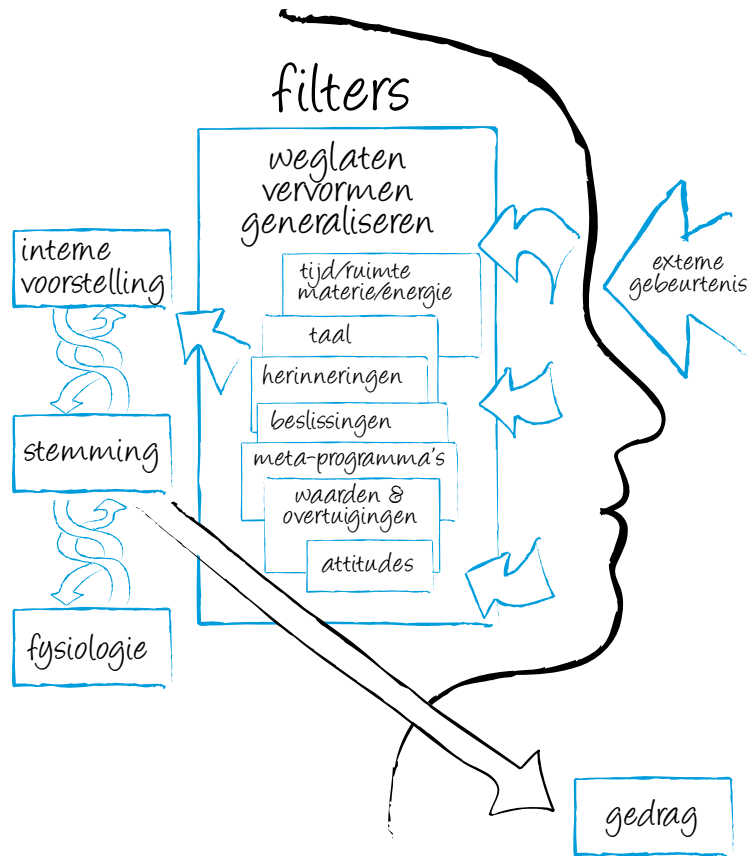 filters
weglaten
vervormen
generaliseren
tijd/ruimte
materie/energie
taal
herinneringen
beslissingen
meta-programma's
waarden &
overtuigingen
attitudes
interne
voorstelling
stemming
fysiologie
externe
gebeurtenis
gedrag